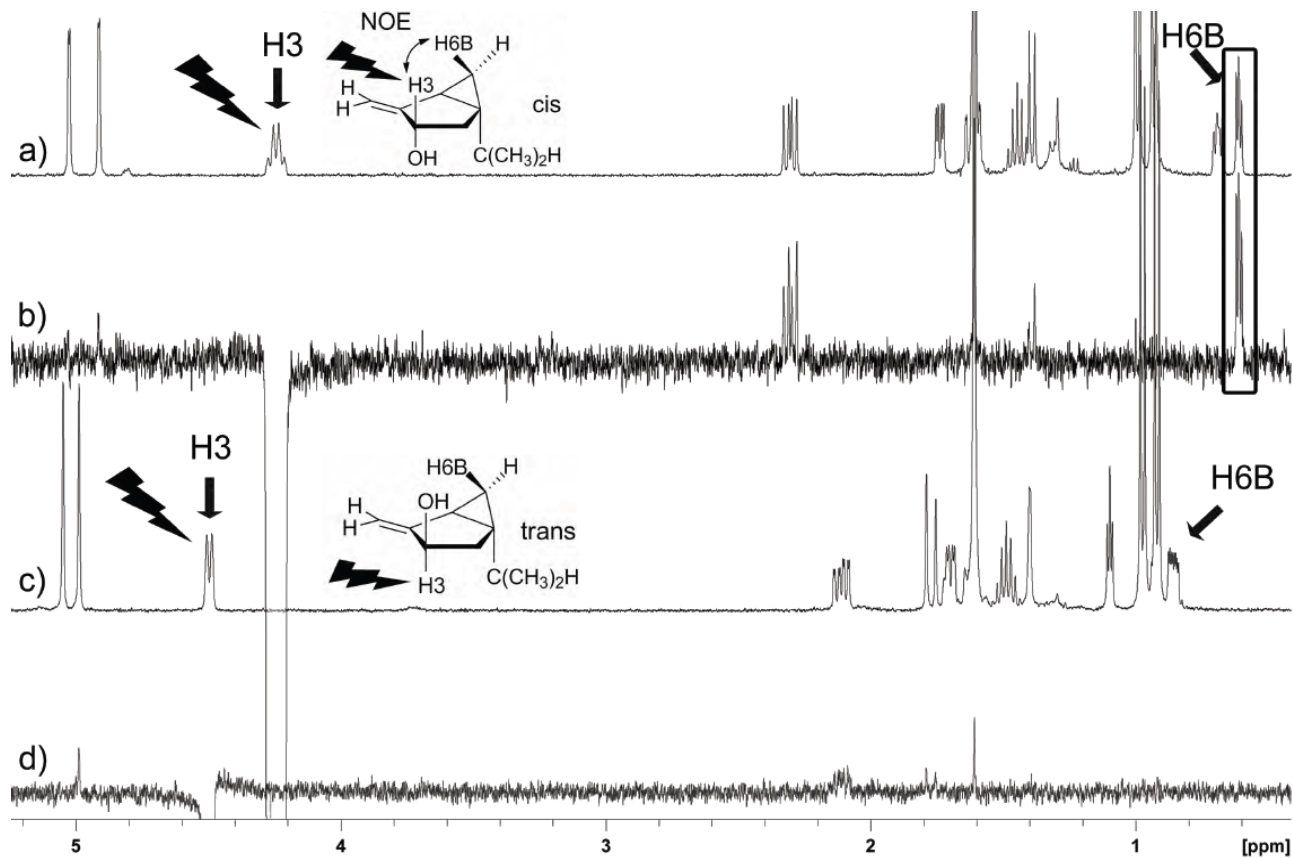 NOE
H6B
H
H3
H3
H
H
cis
OH
C(CH₃)₂H
H6B
a)
b)
H3
H6B
H
OH
H
H
trans
H3
C(CH₃)₂H
H6B
c)
d)
5 4 3 2 1 [ppm]